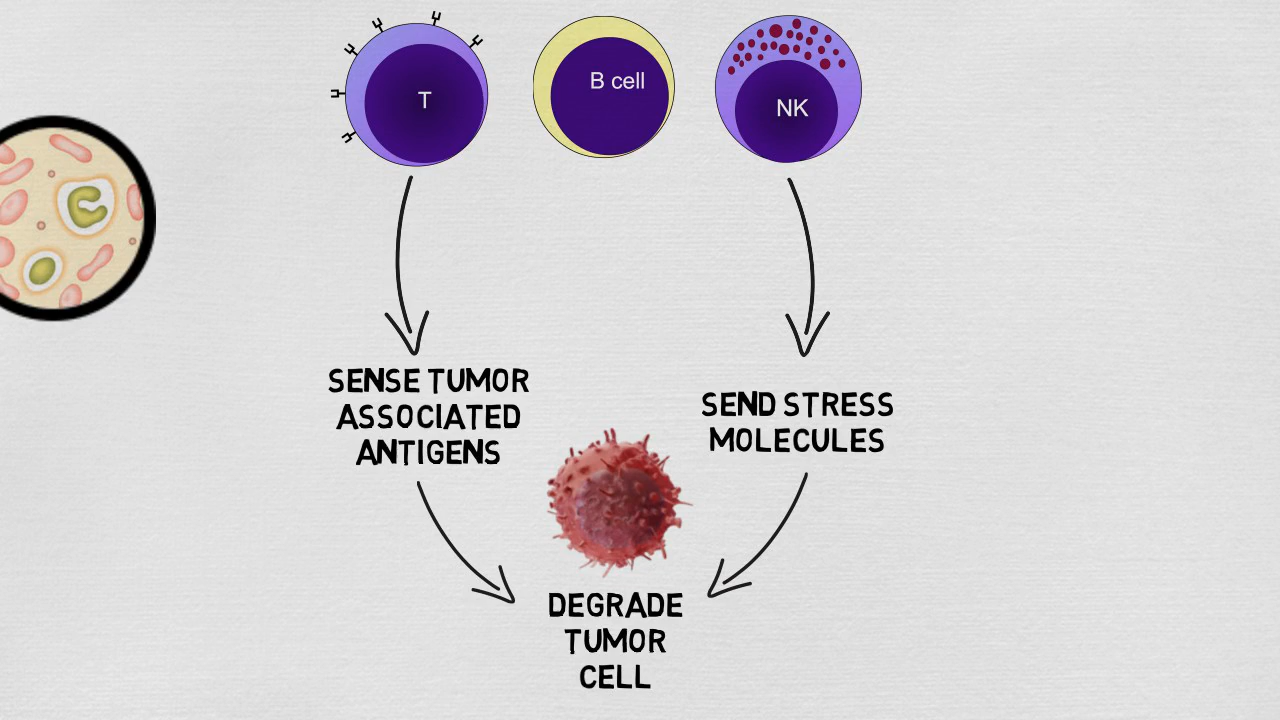 T
B cell
NK
SENSE TUMOR
ASSOCIATED
ANTIGENS
SEND STRESS
MOLECULES
DEGRADE
TUMOR
CELL